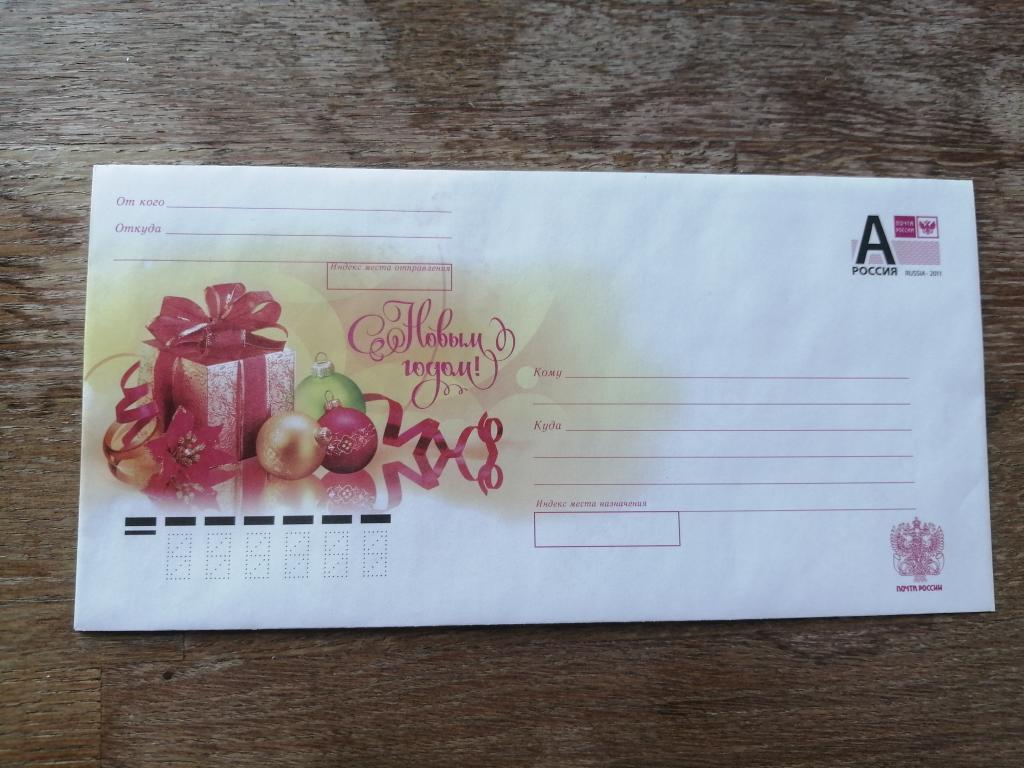 От кого
Откуда
Индекс места отправления
А
ПОЧТА
РОССИИ
РОССИЯ
RUSSIA - 2011
С Новым
годом!
Кому
Куда
Индекс места назначения
ПОЧТА РОССИИ